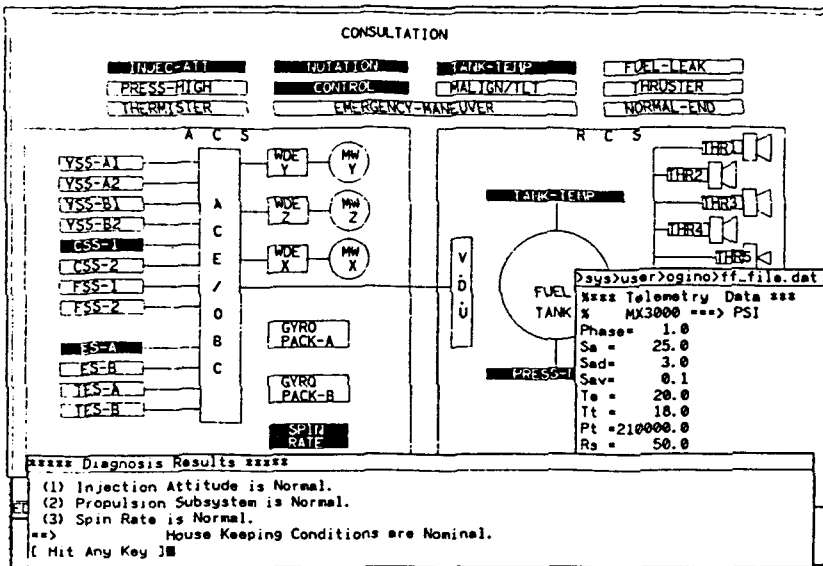 CONSULTATION
INJEC-ATT NUTATION TANK-TEMP FUEL-LEAK
PRESS-HIGH CONTROL MALIGN/TLT THRUSTER
THERMISTER EMERGENCY-MANEUVER NORMAL-END
A C S
YSS-A1
YSS-A2
YSS-B1
YSS-B2
CSS-1
CSS-2
FSS-1
FSS-2
ES-A
ES-B
TES-A
TES-B
A
C
E
/
O
B
C
WDE Y
MW Y
WDE Z
MW Z
WDE X
MW X
GYRO
PACK-A
GYRO
PACK-B
SPIN
RATE
R C S
V.D.U
TANK-TEMP
FUEL
TANK
THR1
THR2
THR3
THR4
THR5
>sys>user>ogino>ff_file.dat
%*** Telemetry Data ***
% MX3000 ===> PSI
Phase= 1.0
Sa = 25.0
Sad= 3.0
Sav= 0.1
Te = 20.0
Tt = 18.0
Pt =210000.0
Rs = 50.0
***** Diagnosis Results *****
(1) Injection Attitude is Normal.
(2) Propulsion Subsystem is Normal.
(3) Spin Rate is Normal.
==> House Keeping Conditions are Nominal.
[ Hit Any Key ]